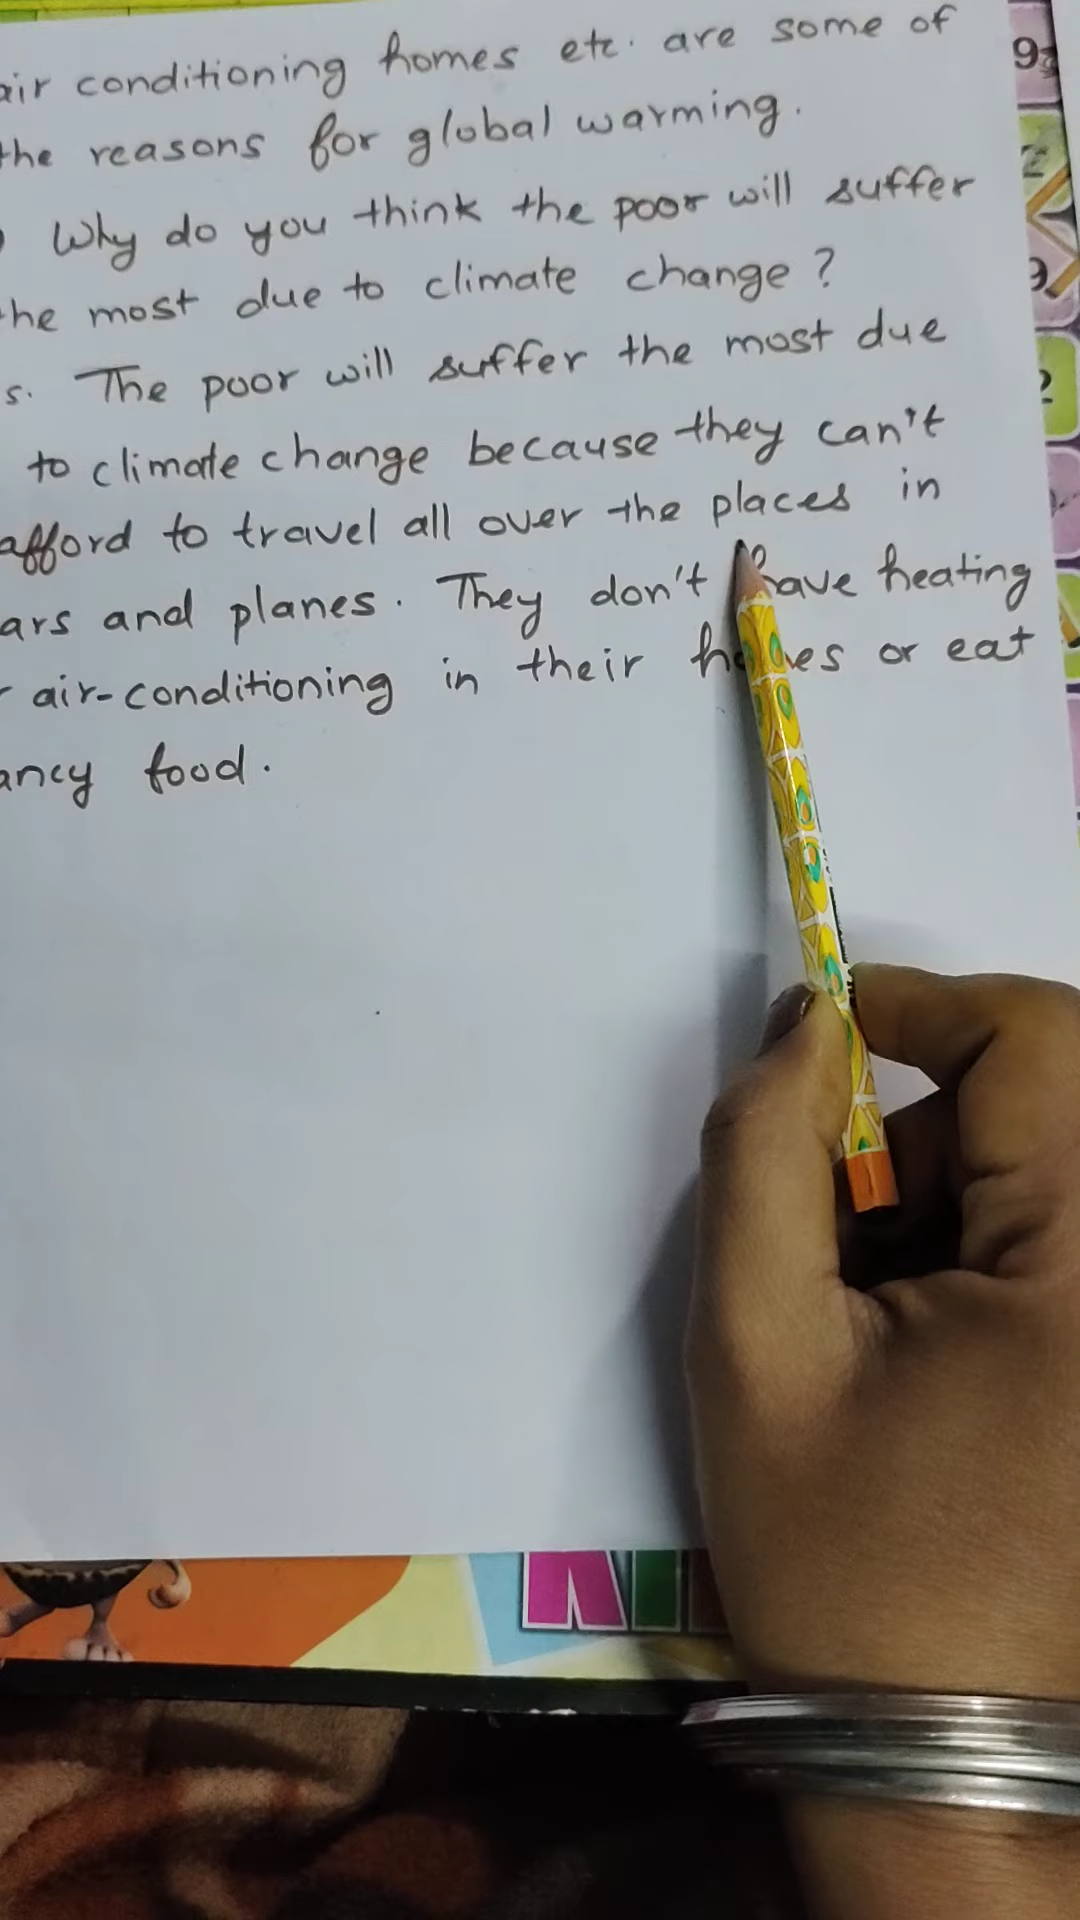 air conditioning homes etc. are some of
the reasons for global warming.
Why do you think the poor will suffer
the most due to climate change?
s. The poor will suffer the most due
to climate change because they can't
afford to travel all over the places in
ars and planes. They don't have heating
r air-conditioning in their homes or eat
ancy food.